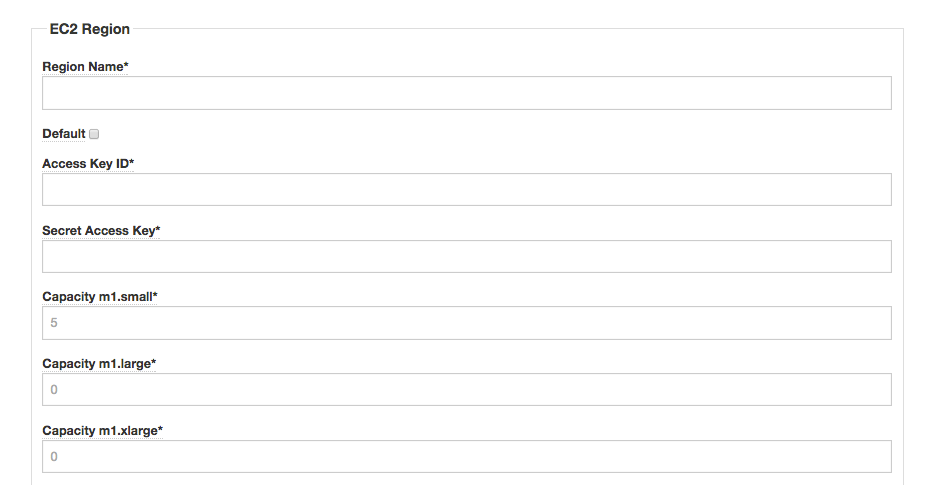 EC2 Region
Region Name*
Default
Access Key ID*
Secret Access Key*
Capacity m1.small*
5
Capacity m1.large*
0
Capacity m1.xlarge*
0